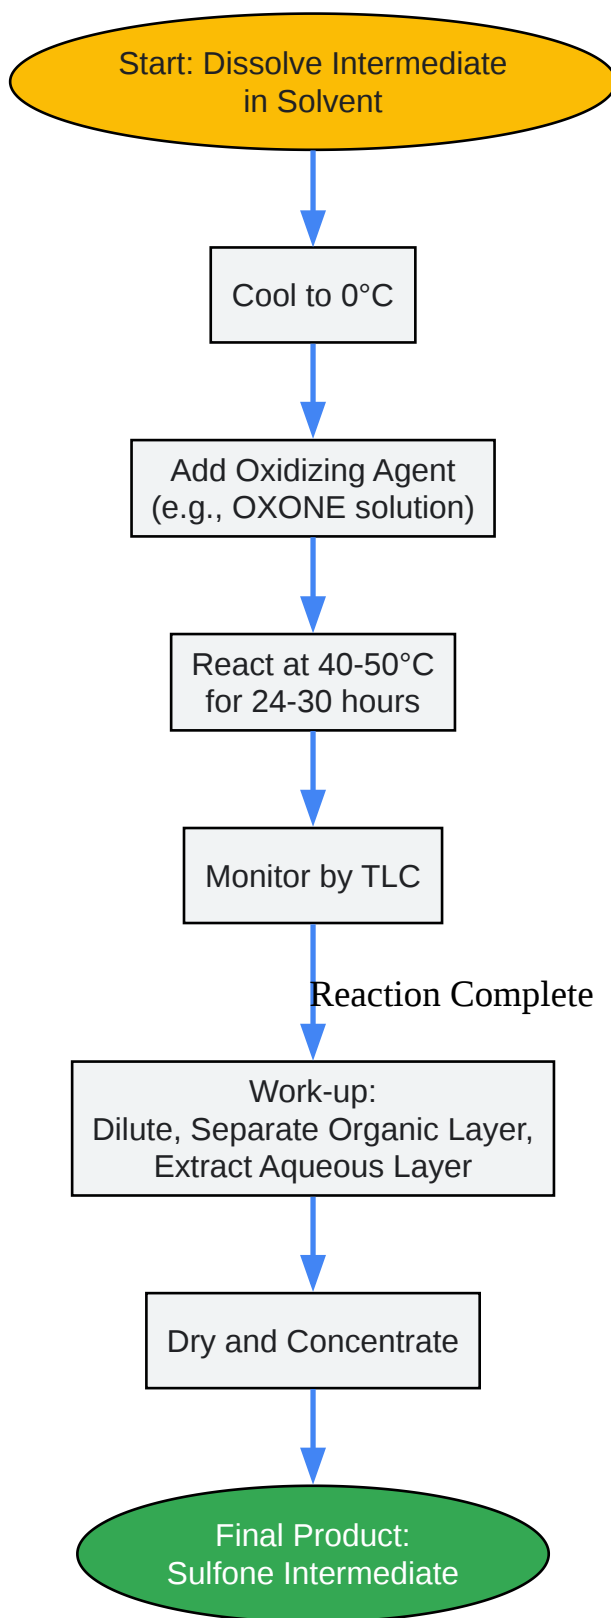 Start: Dissolve Intermediate
in Solvent
Cool to 0°C
Add Oxidizing Agent
(e.g., OXONE solution)
React at 40-50°C
for 24-30 hours
Monitor by TLC
Reaction Complete
Work-up:
Dilute, Separate Organic Layer,
Extract Aqueous Layer
Dry and Concentrate
Final Product:
Sulfone Intermediate